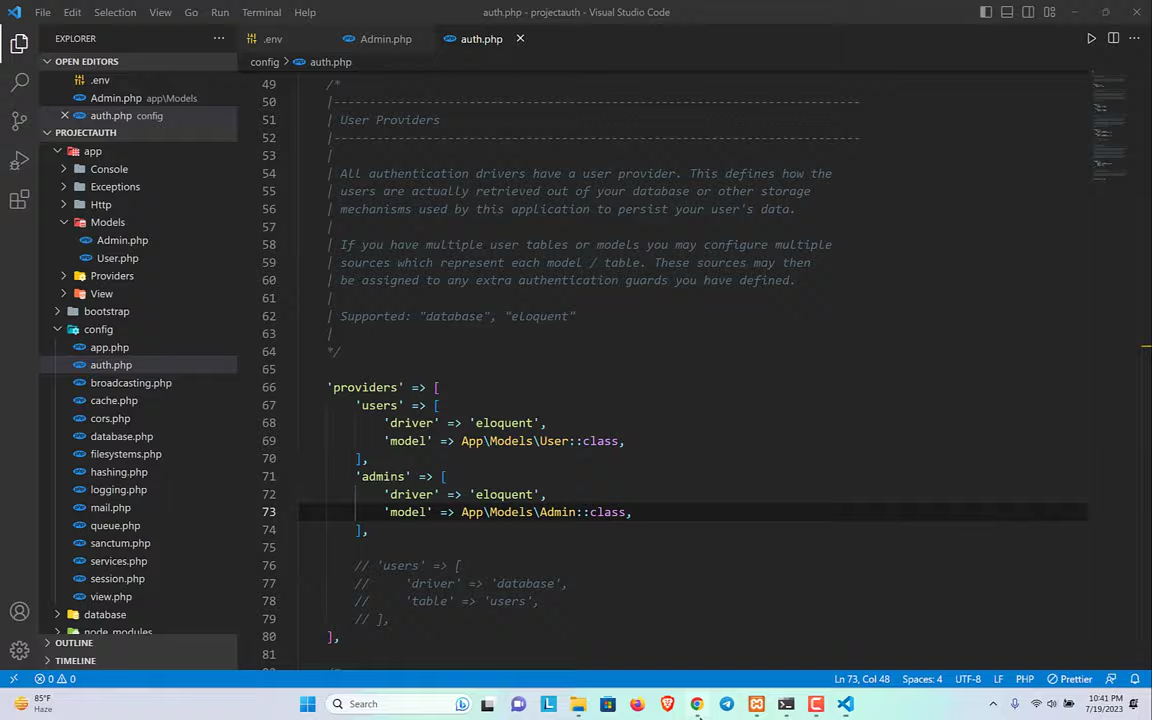 File Edit Selection View Go Run Terminal Help
auth.php - projectauth - Visual Studio Code
EXPLORER
.env
Admin.php
auth.php
config > auth.php
OPEN EDITORS
.env
Admin.php app\Models
auth.php config
PROJECTAUTH
app
Console
Exceptions
Http
Models
Admin.php
User.php
Providers
View
bootstrap
config
app.php
auth.php
broadcasting.php
cache.php
cors.php
database.php
filesystems.php
hashing.php
logging.php
mail.php
queue.php
sanctum.php
services.php
session.php
view.php
database
node_modules
OUTLINE
TIMELINE
49 /*
50 |--------------------------------------------------------------------------
51 | User Providers
52 |--------------------------------------------------------------------------
53 |
54 | All authentication drivers have a user provider. This defines how the
55 | users are actually retrieved out of your database or other storage
56 | mechanisms used by this application to persist your user's data.
57 |
58 | If you have multiple user tables or models you may configure multiple
59 | sources which represent each model / table. These sources may then
60 | be assigned to any extra authentication guards you have defined.
61 |
62 | Supported: "database", "eloquent"
63 |
64 */
65
66 'providers' => [
67 'users' => [
68 'driver' => 'eloquent',
69 'model' => App\Models\User::class,
70 ],
71 'admins' => [
72 'driver' => 'eloquent',
73 'model' => App\Models\Admin::class,
74 ],
75
76 // 'users' => [
77 //     'driver' => 'database',
78 //     'table' => 'users',
79 // ],
80 ],
81
0 0
Ln 73, Col 48 Spaces: 4 UTF-8 LF PHP Prettier
85°F
Haze
Search
10:41 PM
7/19/2023